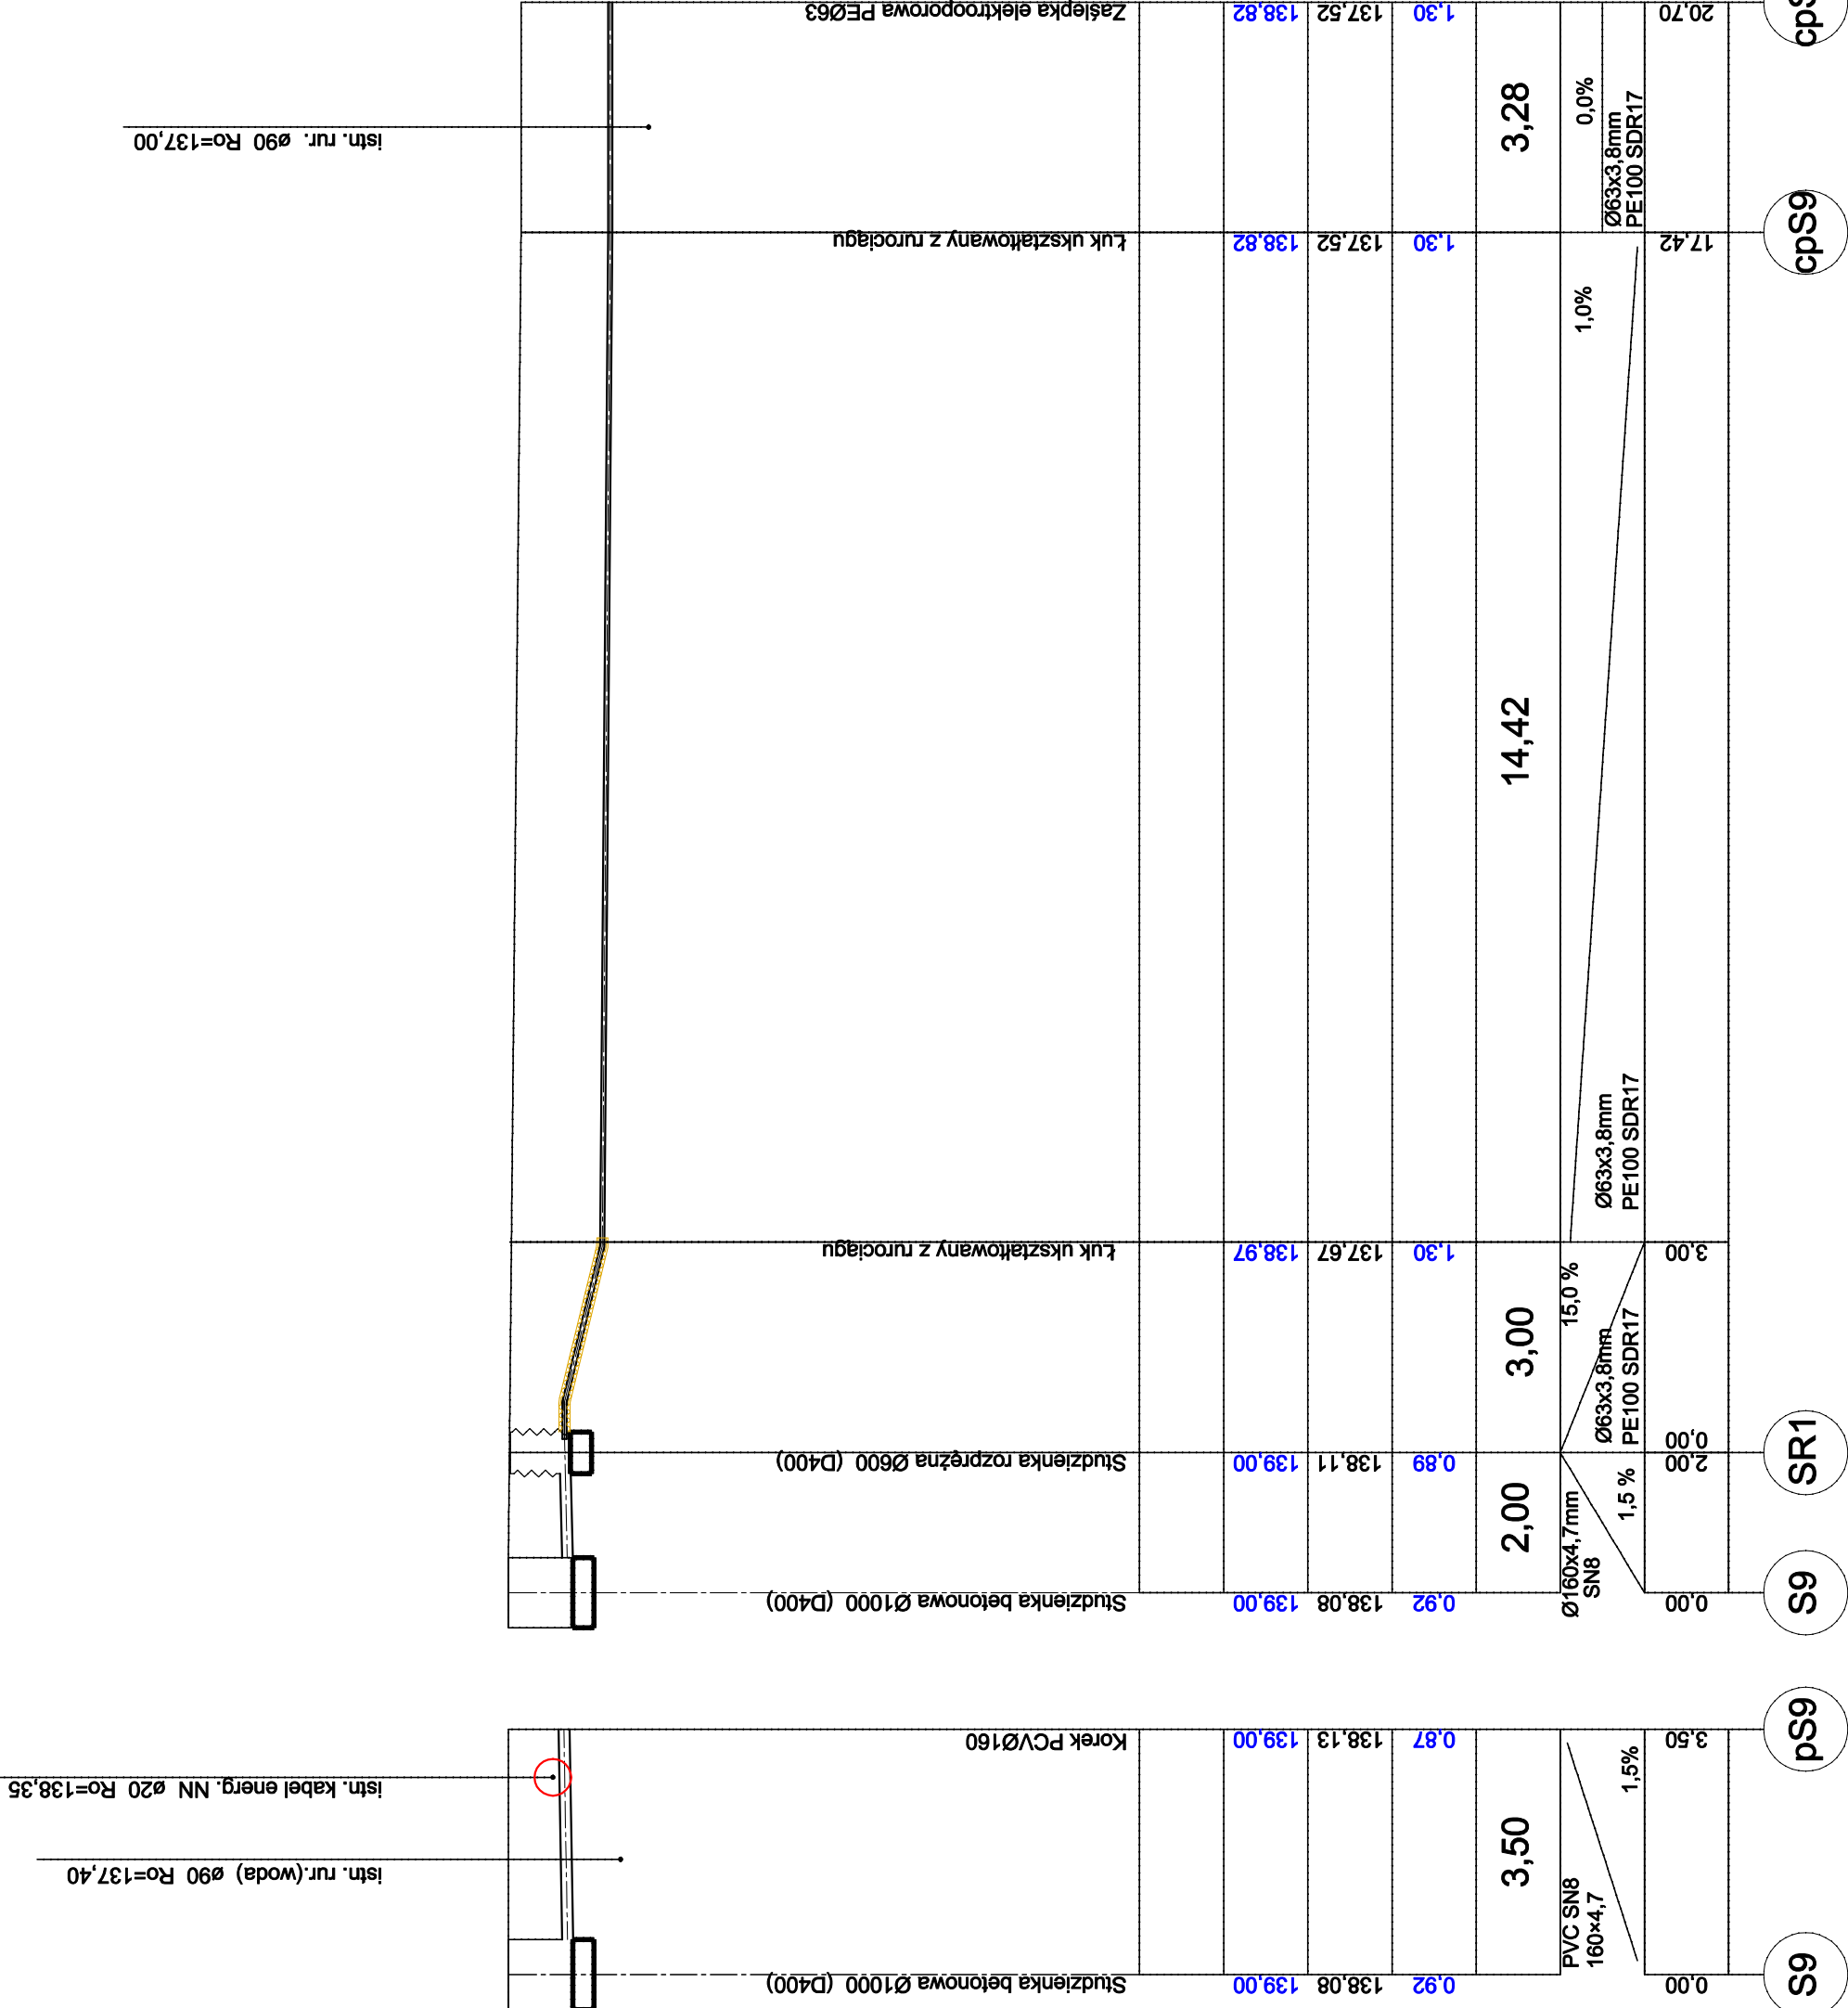 Zaślepka elektrooporowa PEØ63
138,82
137,52
1,30
20,70
istn. rur. ø90 Ro=137,00
3,28
0,0%
Ø63x3,8mm
PE100 SDR17
cpS9
Łuk ukształtowany z rurociągu
138,82
137,52
1,30
17,42
1,0%
14,42
Ø63x3,8mm
PE100 SDR17
Łuk ukształtowany z rurociągu
138,97
137,67
1,30
3,00
15,0 %
3,00
Ø63x3,8mm
PE100 SDR17
0,00
SR1
Studzienka rozprężna Ø600 (D400)
139,00
138,11
0,89
2,00
2,00
1,5 %
Ø160x4,7mm
SN8
S9
Studzienka betonowa Ø1000 (D400)
139,00
138,08
0,92
0,00
pS9
Korek PCVØ160
139,00
138,13
0,87
3,50
istn. kabel energ. NN ø20 Ro=138,35
1,5%
istn. rur.(woda) ø90 Ro=137,40
3,50
PVC SN8
160×4,7
S9
Studzienka betonowa Ø1000 (D400)
139,00
138,08
0,92
0,00